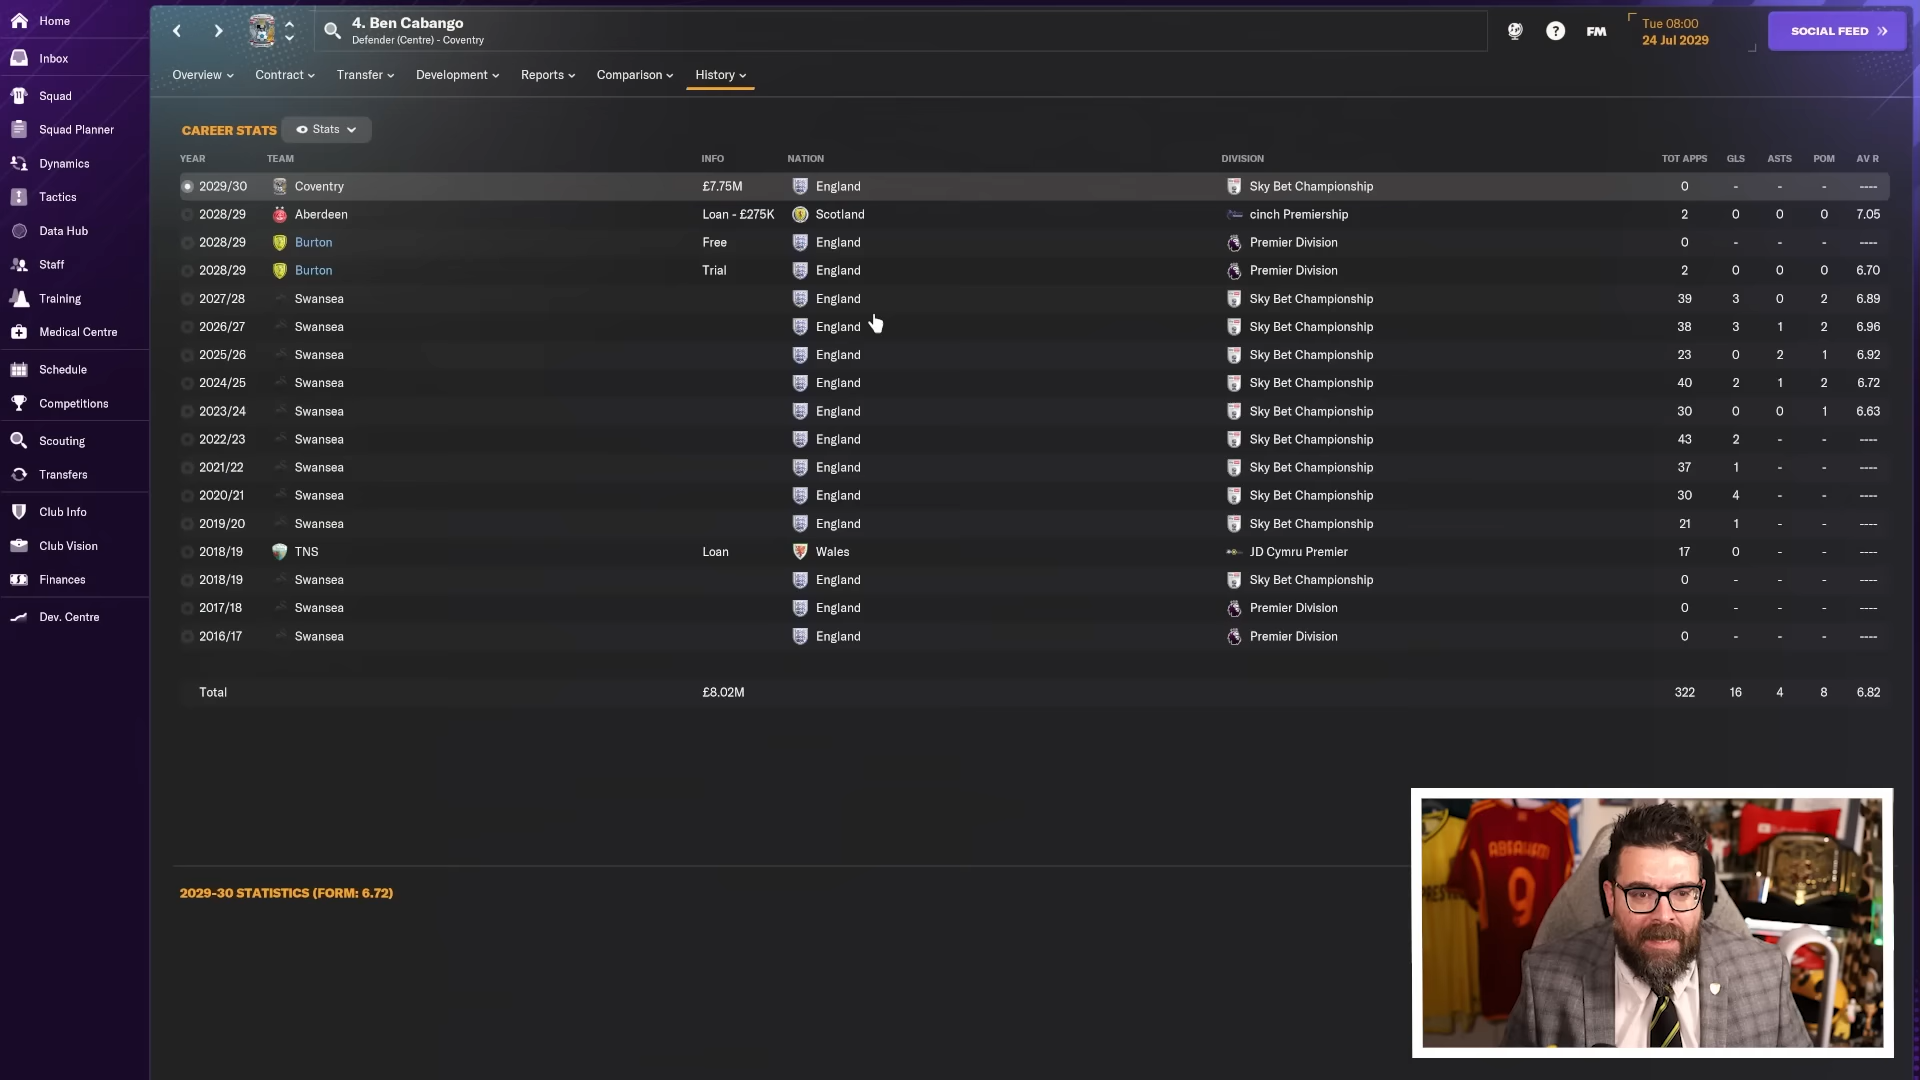 Home
Inbox
Squad
Squad Planner
Dynamics
Tactics
Data Hub
Staff
Training
Medical Centre
Schedule
Competitions
Scouting
Transfers
Club Info
Club Vision
Finances
Dev. Centre
4. Ben Cabango
Defender (Centre) - Coventry
? FM
Tue 08:00
24 Jul 2029
SOCIAL FEED
Overview Contract Transfer Development Reports Comparison History
CAREER STATS Stats
YEAR TEAM INFO NATION DIVISION TOT APPS GLS ASTS POM AV R
2029/30 Coventry £7.75M England Sky Bet Championship 0 - - - ----
2028/29 Aberdeen Loan - £275K Scotland cinch Premiership 2 0 0 0 7.05
2028/29 Burton Free England Premier Division 0 - - - ----
2028/29 Burton Trial England Premier Division 2 0 0 0 6.70
2027/28 Swansea England Sky Bet Championship 39 3 0 2 6.89
2026/27 Swansea England Sky Bet Championship 38 3 1 2 6.96
2025/26 Swansea England Sky Bet Championship 23 0 2 1 6.92
2024/25 Swansea England Sky Bet Championship 40 2 1 2 6.72
2023/24 Swansea England Sky Bet Championship 30 0 0 1 6.63
2022/23 Swansea England Sky Bet Championship 43 2 - - ----
2021/22 Swansea England Sky Bet Championship 37 1 - - ----
2020/21 Swansea England Sky Bet Championship 30 4 - - ----
2019/20 Swansea England Sky Bet Championship 21 1 - - ----
2018/19 TNS Loan Wales JD Cymru Premier 17 0 - - ----
2018/19 Swansea England Sky Bet Championship 0 - - - ----
2017/18 Swansea England Premier Division 0 - - - ----
2016/17 Swansea England Premier Division 0 - - - ----
Total £8.02M 322 16 4 8 6.82
2029-30 STATISTICS (FORM: 6.72)
ABRAHAM
9